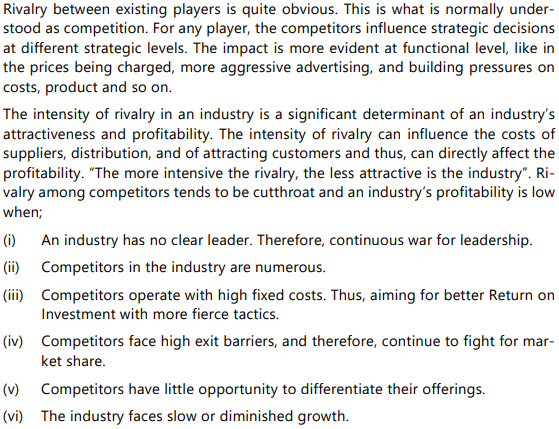 Rivalry between existing players is quite obvious. This is what is normally under-
stood as competition. For any player, the competitors influence strategic decisions
at different strategic levels. The impact is more evident at functional level, like in
the prices being charged, more aggressive advertising, and building pressures on
costs, product and so on.
The intensity of rivalry in an industry is a significant determinant of an industry's
attractiveness and profitability. The intensity of rivalry can influence the costs of
suppliers, distribution, and of attracting customers and thus, can directly affect the
profitability. “The more intensive the rivalry, the less attractive is the industry”. Ri-
valry among competitors tends to be cutthroat and an industry's profitability is low
when;
(i) An industry has no clear leader. Therefore, continuous war for leadership.
(ii) Competitors in the industry are numerous.
(iii) Competitors operate with high fixed costs. Thus, aiming for better Return on
Investment with more fierce tactics.
(iv) Competitors face high exit barriers, and therefore, continue to fight for mar-
ket share.
(v) Competitors have little opportunity to differentiate their offerings.
(vi) The industry faces slow or diminished growth.